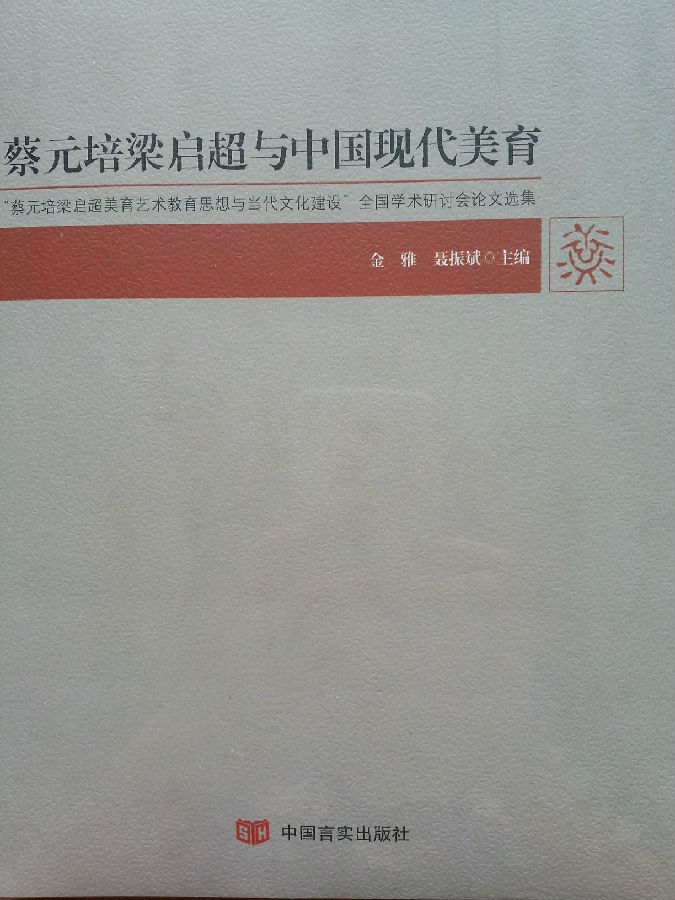 蔡元培梁启超与中国现代美育
“蔡元培梁启超美育艺术教育思想与当代文化建设”全国学术研讨会论文选集
金 雅 聂振斌○主编
SYH 中国言实出版社